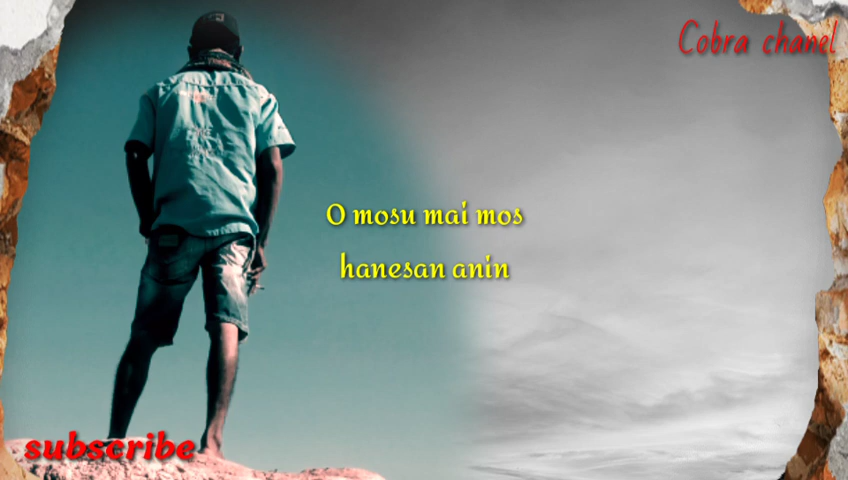 Cobra chanel
O mosu mai mos
hanesan anin
subscribe